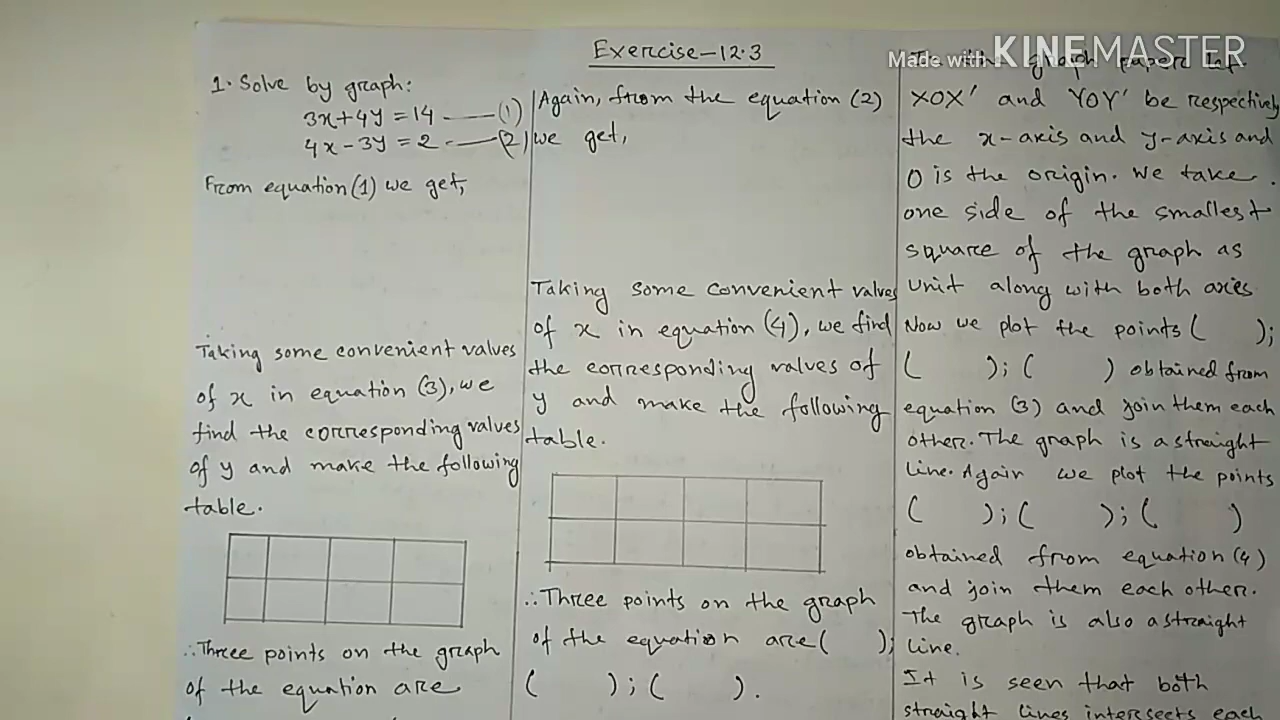 Exercise-12.3
1. Solve by graph:
3x+4y = 14 —— (1)
4x-3y = 2 —— (2)
From equation (1) we get,
Taking some convenient values
of x in equation (3), we
find the corresponding values
of y and make the following
table.
∴ Three points on the graph
of the equation are
Again, from the equation (2)
we get,
Taking some convenient values
of x in equation (4), we find
the corresponding values of
y and make the following
table.
∴ Three points on the graph
of the equation are ( );
( ) ; ( ).
Made with KINEMASTER
graph paper let
XOX' and YOY' be respectively
the x-axis and y-axis and
O is the origin. We take
one side of the smallest
square of the graph as
unit along with both axies
Now we plot the points ( );
( ); ( ) obtained from
equation (3) and join them each
other. The graph is a straight
line. Again we plot the points
( ); ( ); ( )
obtained from equation (4)
and join them each other.
The graph is also a straight
line.
It is seen that both
straight lines intersects each